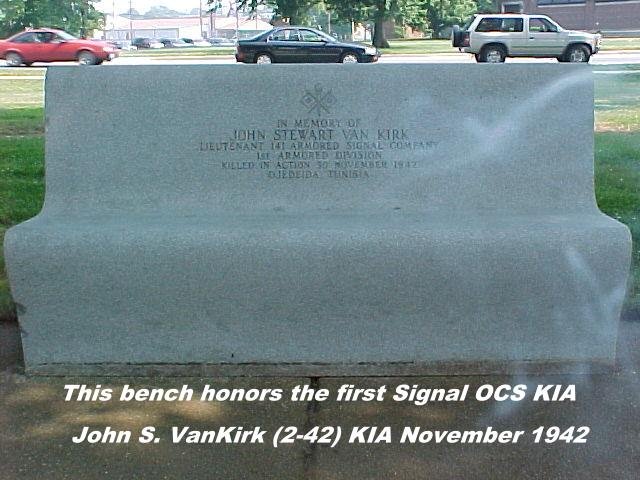 IN MEMORY OF
JOHN STEWART VAN KIRK
LIEUTENANT 141 ARMORED SIGNAL COMPANY
1ST ARMORED DIVISION
KILLED IN ACTION 30 NOVEMBER 1942
DJEDEIDA TUNISIA
This bench honors the first Signal OCS KIA
John S. VanKirk (2-42) KIA November 1942